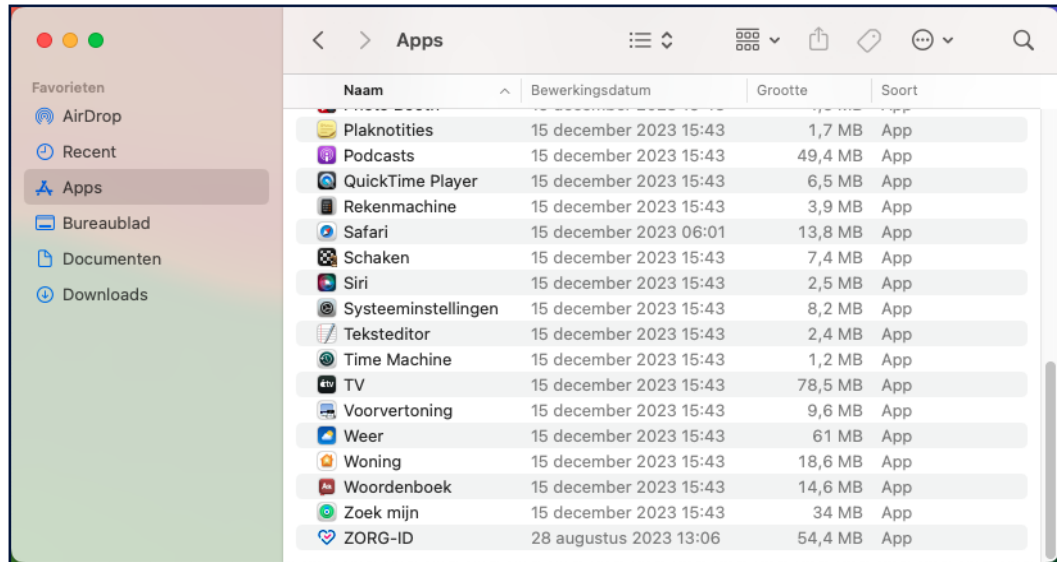 Apps
Favorieten
AirDrop
Recent
Apps
Bureaublad
Documenten
Downloads
Naam Bewerkingsdatum Grootte Soort
Plaknotities 15 december 2023 15:43 1,7 MB App
Podcasts 15 december 2023 15:43 49,4 MB App
QuickTime Player 15 december 2023 15:43 6,5 MB App
Rekenmachine 15 december 2023 15:43 3,9 MB App
Safari 15 december 2023 06:01 13,8 MB App
Schaken 15 december 2023 15:43 7,4 MB App
Siri 15 december 2023 15:43 2,5 MB App
Systeeminstellingen 15 december 2023 15:43 8,2 MB App
Teksteditor 15 december 2023 15:43 2,4 MB App
Time Machine 15 december 2023 15:43 1,2 MB App
TV 15 december 2023 15:43 78,5 MB App
Voorvertoning 15 december 2023 15:43 9,6 MB App
Weer 15 december 2023 15:43 61 MB App
Woning 15 december 2023 15:43 18,6 MB App
Woordenboek 15 december 2023 15:43 14,6 MB App
Zoek mijn 15 december 2023 15:43 34 MB App
ZORG-ID 28 augustus 2023 13:06 54,4 MB App